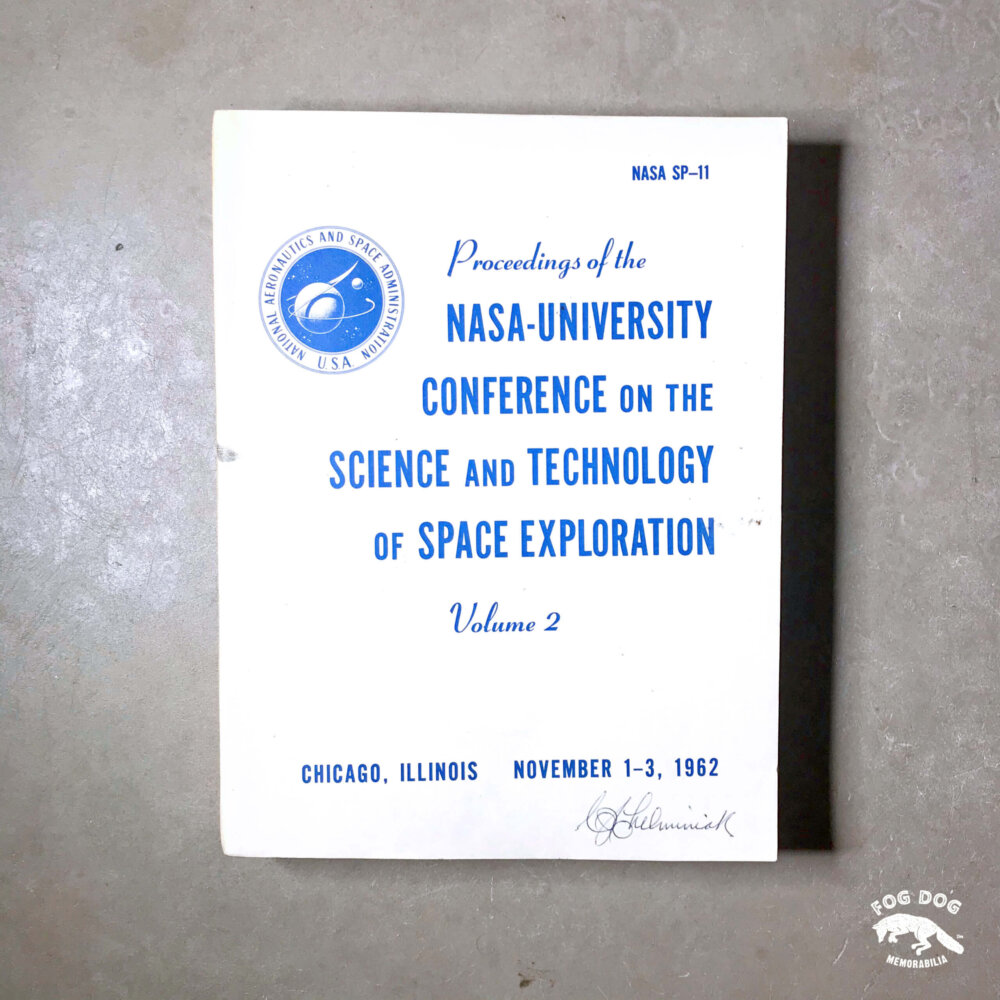 NASA SP–11
NATIONAL AERONAUTICS AND SPACE ADMINISTRATION
U.S.A.
Proceedings of the
NASA-UNIVERSITY
CONFERENCE ON THE
SCIENCE AND TECHNOLOGY
OF SPACE EXPLORATION
Volume 2
CHICAGO, ILLINOIS NOVEMBER 1–3, 1962
FOG DOG
MEMORABILIA